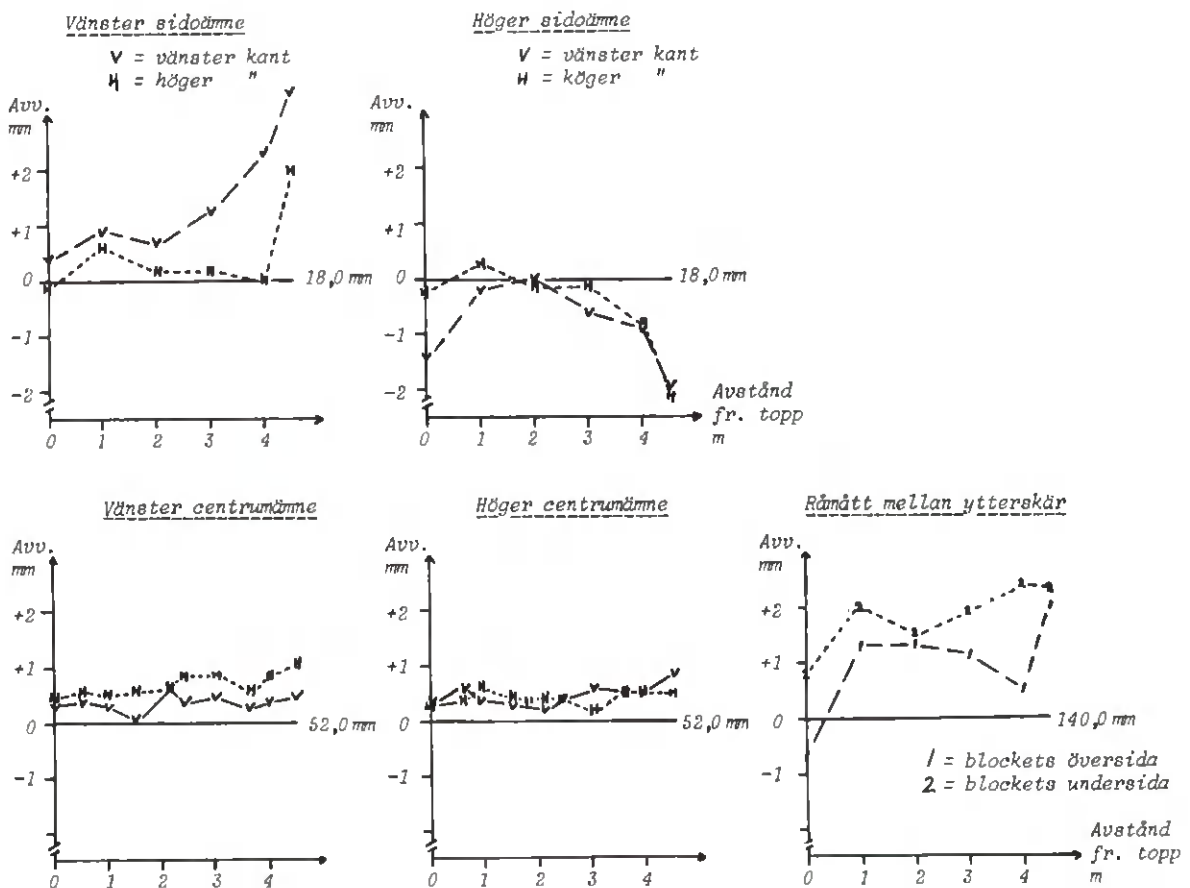 Vänster sidoämne
V = vänster kant
H = höger "
Avv.
mm
+2
+1
0
-1
-2
18,0 mm
0 1 2 3 4
Höger sidoämne
V = vänster kant
H = köger "
Avv.
mm
+2
+1
0
-1
-2
18,0 mm
Avstånd
fr. topp
m
0 1 2 3 4
Vänster centrumämne
Avv.
mm
+2
+1
0
-1
52,0 mm
0 1 2 3 4
Höger centrumämne
Avv.
mm
+2
+1
0
-1
52,0 mm
0 1 2 3 4
Råmått mellan ytterskär
Avv.
mm
+2
+1
0
-1
140,0 mm
1 = blockets översida
2 = blockets undersida
Avstånd
fr. topp
m
0 1 2 3 4